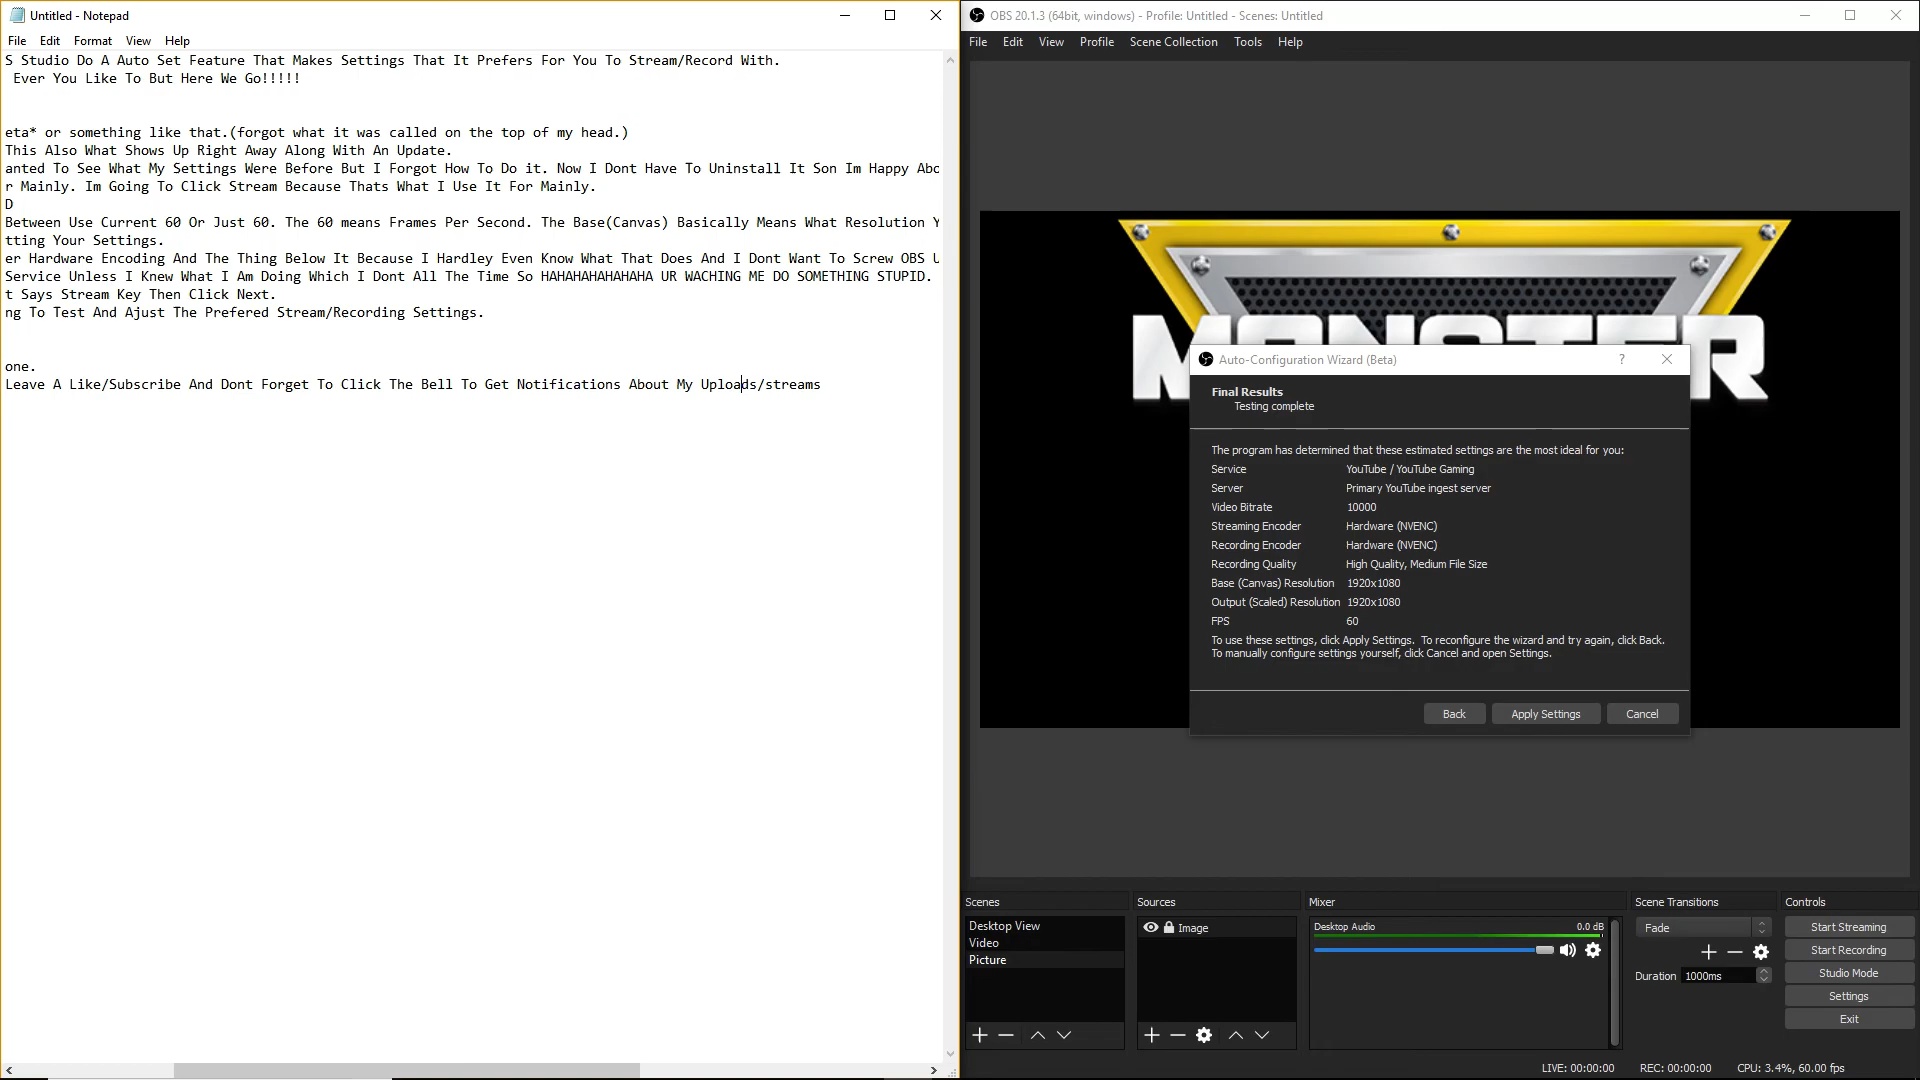 Untitled - Notepad
File Edit Format View Help
S Studio Do A Auto Set Feature That Makes Settings That It Prefers For You To Stream/Record With.
Ever You Like To But Here We Go!!!!!
eta* or something like that.(forgot what it was called on the top of my head.)
This Also What Shows Up Right Away Along With An Update.
anted To See What My Settings Were Before But I Forgot How To Do it. Now I Dont Have To Uninstall It Son Im Happy Abo
r Mainly. Im Going To Click Stream Because Thats What I Use It For Mainly.
D
Between Use Current 60 Or Just 60. The 60 means Frames Per Second. The Base(Canvas) Basically Means What Resolution Y
tting Your Settings.
er Hardware Encoding And The Thing Below It Because I Hardley Even Know What That Does And I Dont Want To Screw OBS U
Service Unless I Knew What I Am Doing Which I Dont All The Time So HAHAHAHAHAHAHA UR WACHING ME DO SOMETHING STUPID.
t Says Stream Key Then Click Next.
ng To Test And Ajust The Prefered Stream/Recording Settings.
one.
Leave A Like/Subscribe And Dont Forget To Click The Bell To Get Notifications About My Uploads/streams
OBS 20.1.3 (64bit, windows) - Profile: Untitled - Scenes: Untitled
File Edit View Profile Scene Collection Tools Help
MONSTER
Auto-Configuration Wizard (Beta)
Final Results
Testing complete
The program has determined that these estimated settings are the most ideal for you:
Service YouTube / YouTube Gaming
Server Primary YouTube ingest server
Video Bitrate 10000
Streaming Encoder Hardware (NVENC)
Recording Encoder Hardware (NVENC)
Recording Quality High Quality, Medium File Size
Base (Canvas) Resolution 1920x1080
Output (Scaled) Resolution 1920x1080
FPS 60
To use these settings, click Apply Settings. To reconfigure the wizard and try again, click Back.
To manually configure settings yourself, click Cancel and open Settings.
Back Apply Settings Cancel
Scenes
Desktop View
Video
Picture
Sources
Image
Mixer
Desktop Audio 0.0 dB
Scene Transitions
Fade
Duration 1000ms
Controls
Start Streaming
Start Recording
Studio Mode
Settings
Exit
LIVE: 00:00:00 REC: 00:00:00 CPU: 3.4%, 60.00 fps